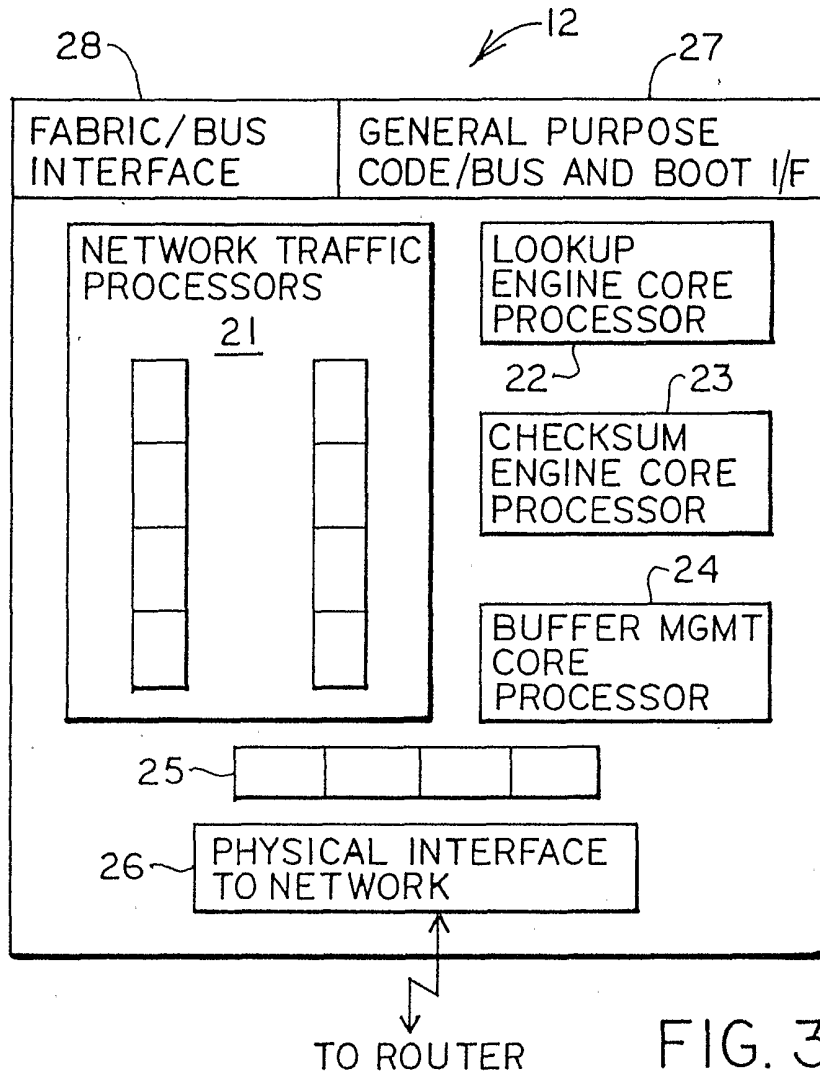 12
28
27
FABRIC/BUS
INTERFACE
GENERAL PURPOSE
CODE/BUS AND BOOT I/F
NETWORK TRAFFIC
PROCESSORS
21
LOOKUP
ENGINE CORE
PROCESSOR
22
23
CHECKSUM
ENGINE CORE
PROCESSOR
24
BUFFER MGMT
CORE
PROCESSOR
25
26
PHYSICAL INTERFACE
TO NETWORK
TO ROUTER
FIG. 3